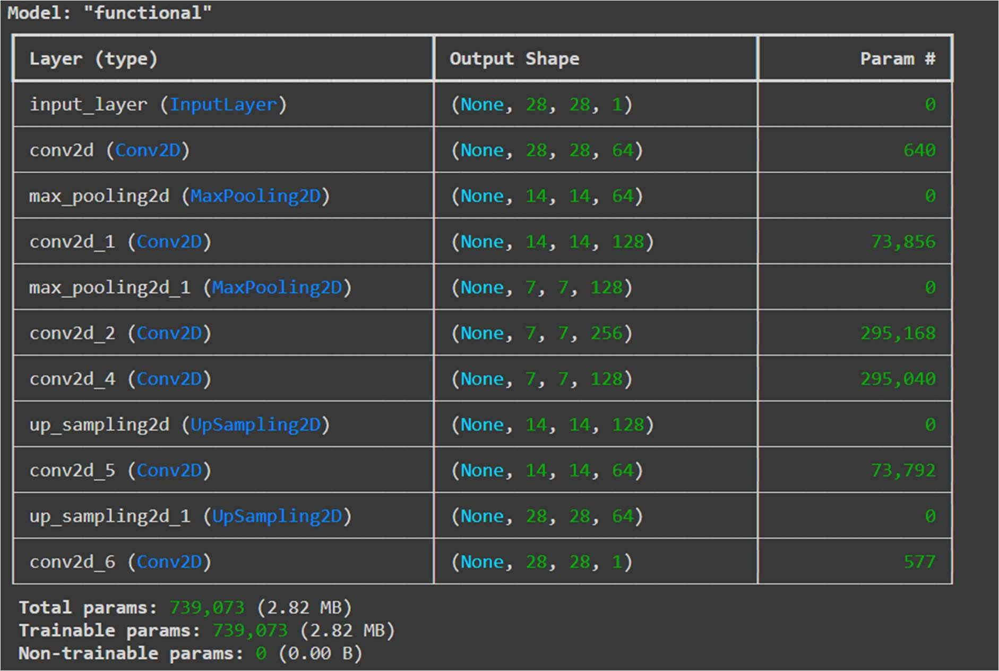 Model: "functional"
Layer (type) Output Shape Param #
input_layer (InputLayer) (None, 28, 28, 1) 0
conv2d (Conv2D) (None, 28, 28, 64) 640
max_pooling2d (MaxPooling2D) (None, 14, 14, 64) 0
conv2d_1 (Conv2D) (None, 14, 14, 128) 73,856
max_pooling2d_1 (MaxPooling2D) (None, 7, 7, 128) 0
conv2d_2 (Conv2D) (None, 7, 7, 256) 295,168
conv2d_4 (Conv2D) (None, 7, 7, 128) 295,040
up_sampling2d (UpSampling2D) (None, 14, 14, 128) 0
conv2d_5 (Conv2D) (None, 14, 14, 64) 73,792
up_sampling2d_1 (UpSampling2D) (None, 28, 28, 64) 0
conv2d_6 (Conv2D) (None, 28, 28, 1) 577
Total params: 739,073 (2.82 MB)
Trainable params: 739,073 (2.82 MB)
Non-trainable params: 0 (0.00 B)